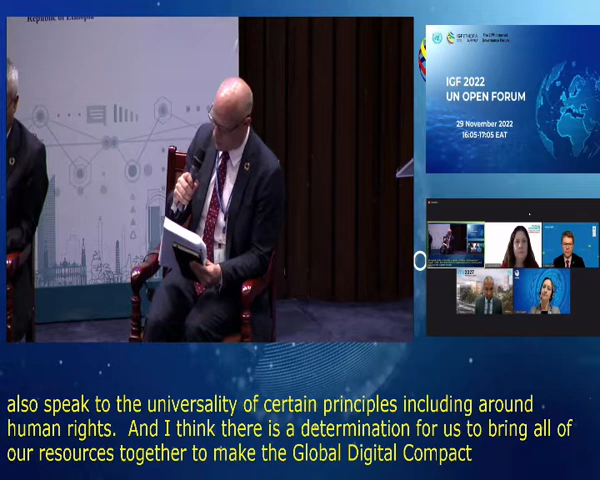 Republic of Ethiopia
IGF 2022
UN OPEN FORUM
29 November 2022
16:05-17:05 EAT
also speak to the universality of certain principles including around
human rights. And I think there is a determination for us to bring all of
our resources together to make the Global Digital Compact